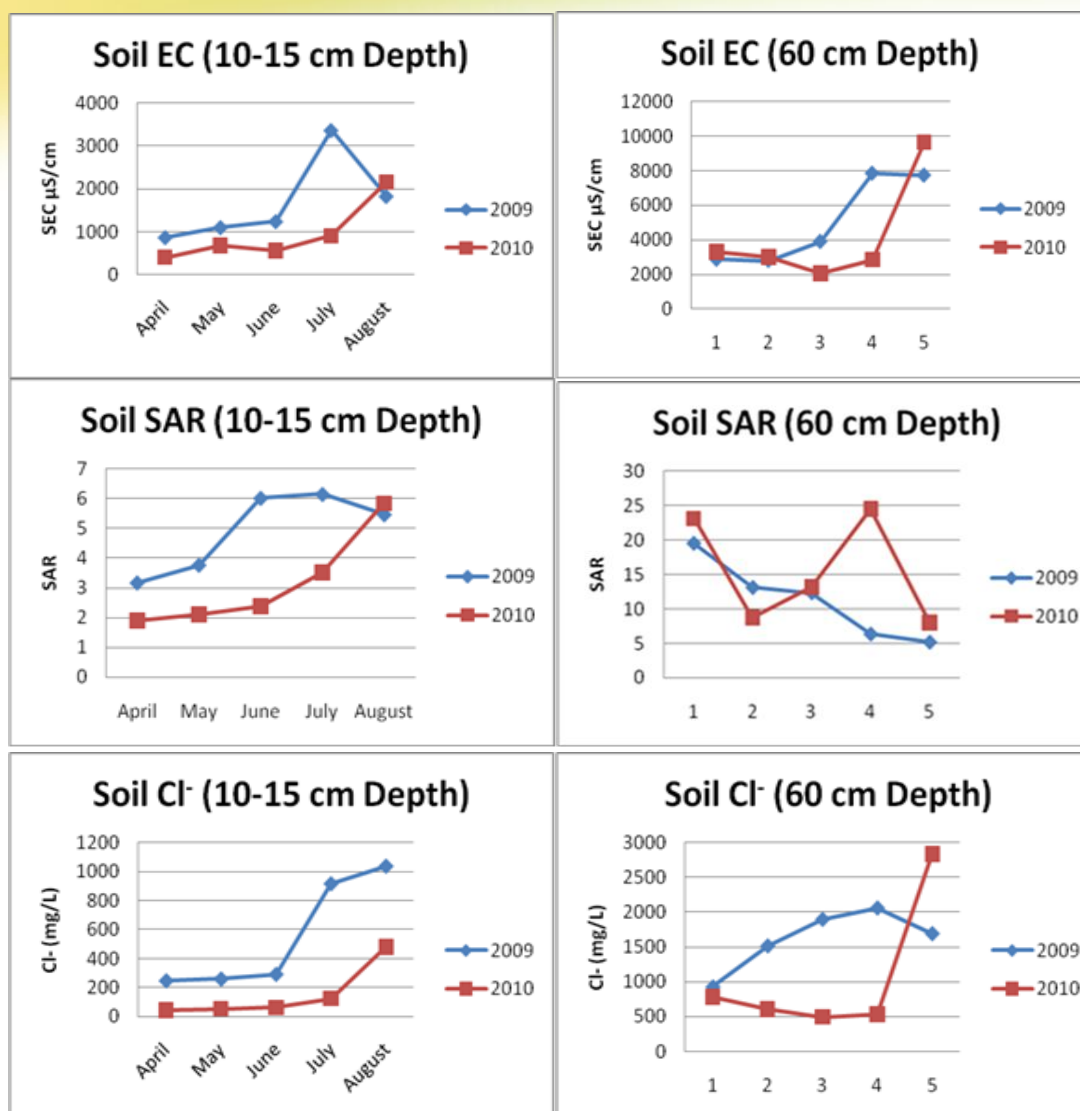 Soil EC (10-15 cm Depth)
4000
3000
2000
1000
0
SEC µS/cm
April
May
June
July
August
2009
2010
Soil EC (60 cm Depth)
12000
10000
8000
6000
4000
2000
0
SEC µS/cm
1 2 3 4 5
2009
2010
Soil SAR (10-15 cm Depth)
7
6
5
4
3
2
1
0
SAR
April May June July August
2009
2010
Soil SAR (60 cm Depth)
30
25
20
15
10
5
0
SAR
1 2 3 4 5
2009
2010
Soil Cl⁻ (10-15 cm Depth)
1200
1000
800
600
400
200
0
Cl- (mg/L)
April
May
June
July
August
2009
2010
Soil Cl⁻ (60 cm Depth)
3000
2500
2000
1500
1000
500
0
Cl- (mg/L)
1 2 3 4 5
2009
2010